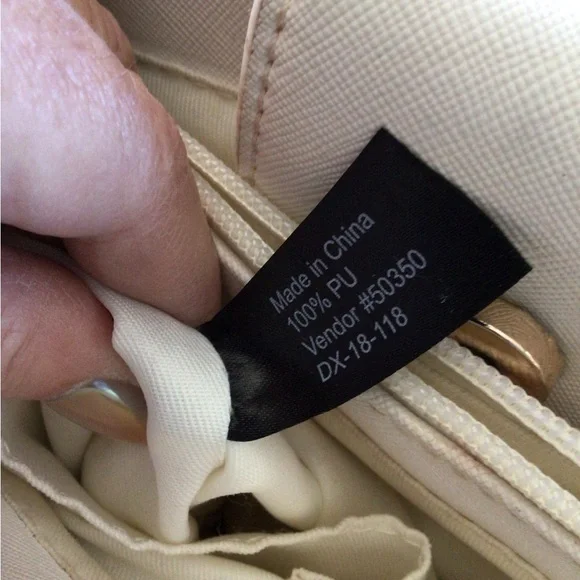 Made in China
100% PU
Vendor #50350
DX-18-118